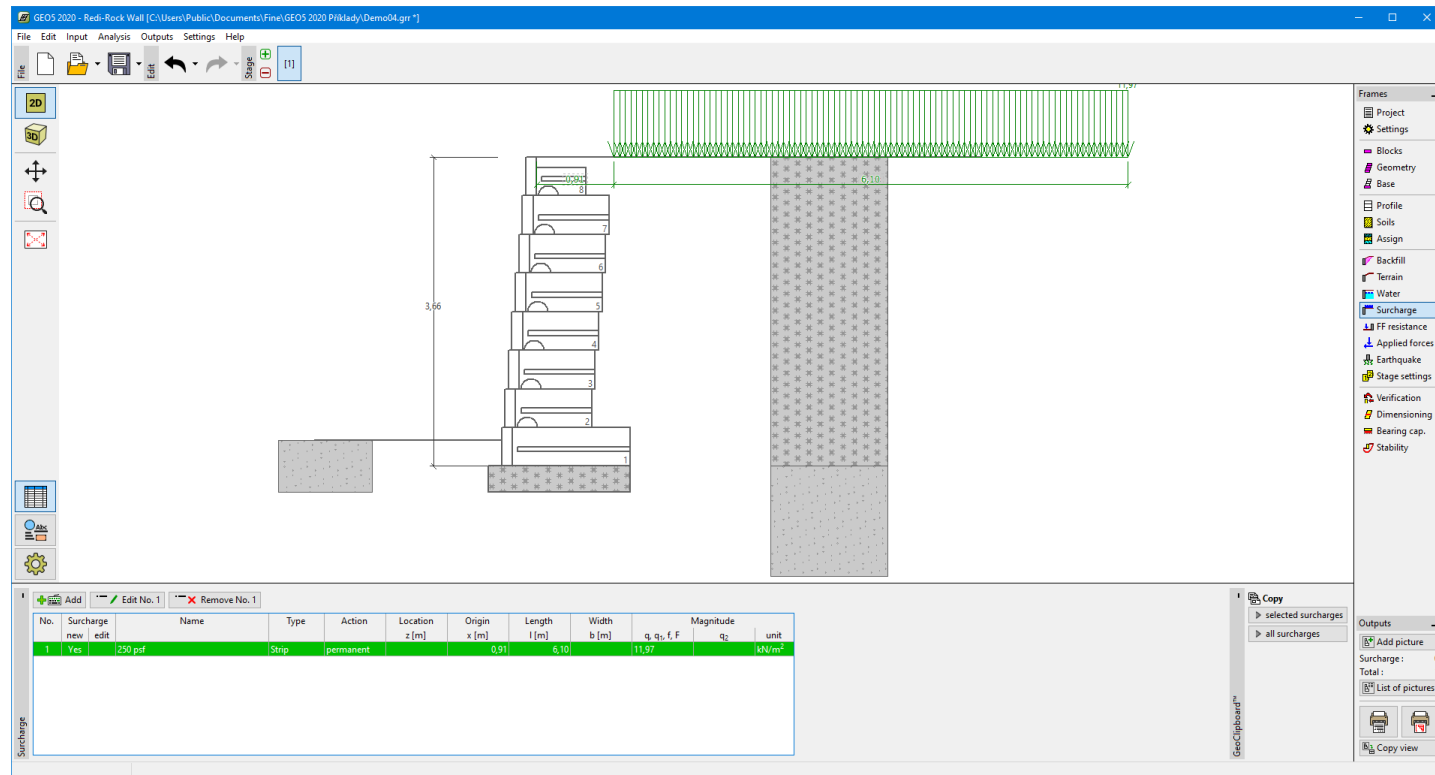 GEO5 2020 - Redi-Rock Wall [C:\Users\Public\Documents\Fine\GEO5 2020 Příklady\Demo04.grr *]
File Edit Input Analysis Outputs Settings Help
File
Edit
Stage
[1]
2D
3D
Abc
11,97
0,91
6,10
3,66
8
7
6
5
4
3
2
1
Frames
Project
Settings
Blocks
Geometry
Base
Profile
Soils
Assign
Backfill
Terrain
Water
Surcharge
FF resistance
Applied forces
Earthquake
Stage settings
Verification
Dimensioning
Bearing cap.
Stability
Surcharge
Add Edit No. 1 Remove No. 1
No. Surcharge Name Type Action Location Origin Length Width Magnitude
new edit z [m] x [m] l [m] b [m] q, q₁, f, F q₂ unit
1 Yes 250 psf Strip permanent 0,91 6,10 11,97 kN/m²
GeoClipboard™
Copy
selected surcharges
all surcharges
Outputs
Add picture
Surcharge :
Total :
List of pictures
Copy view